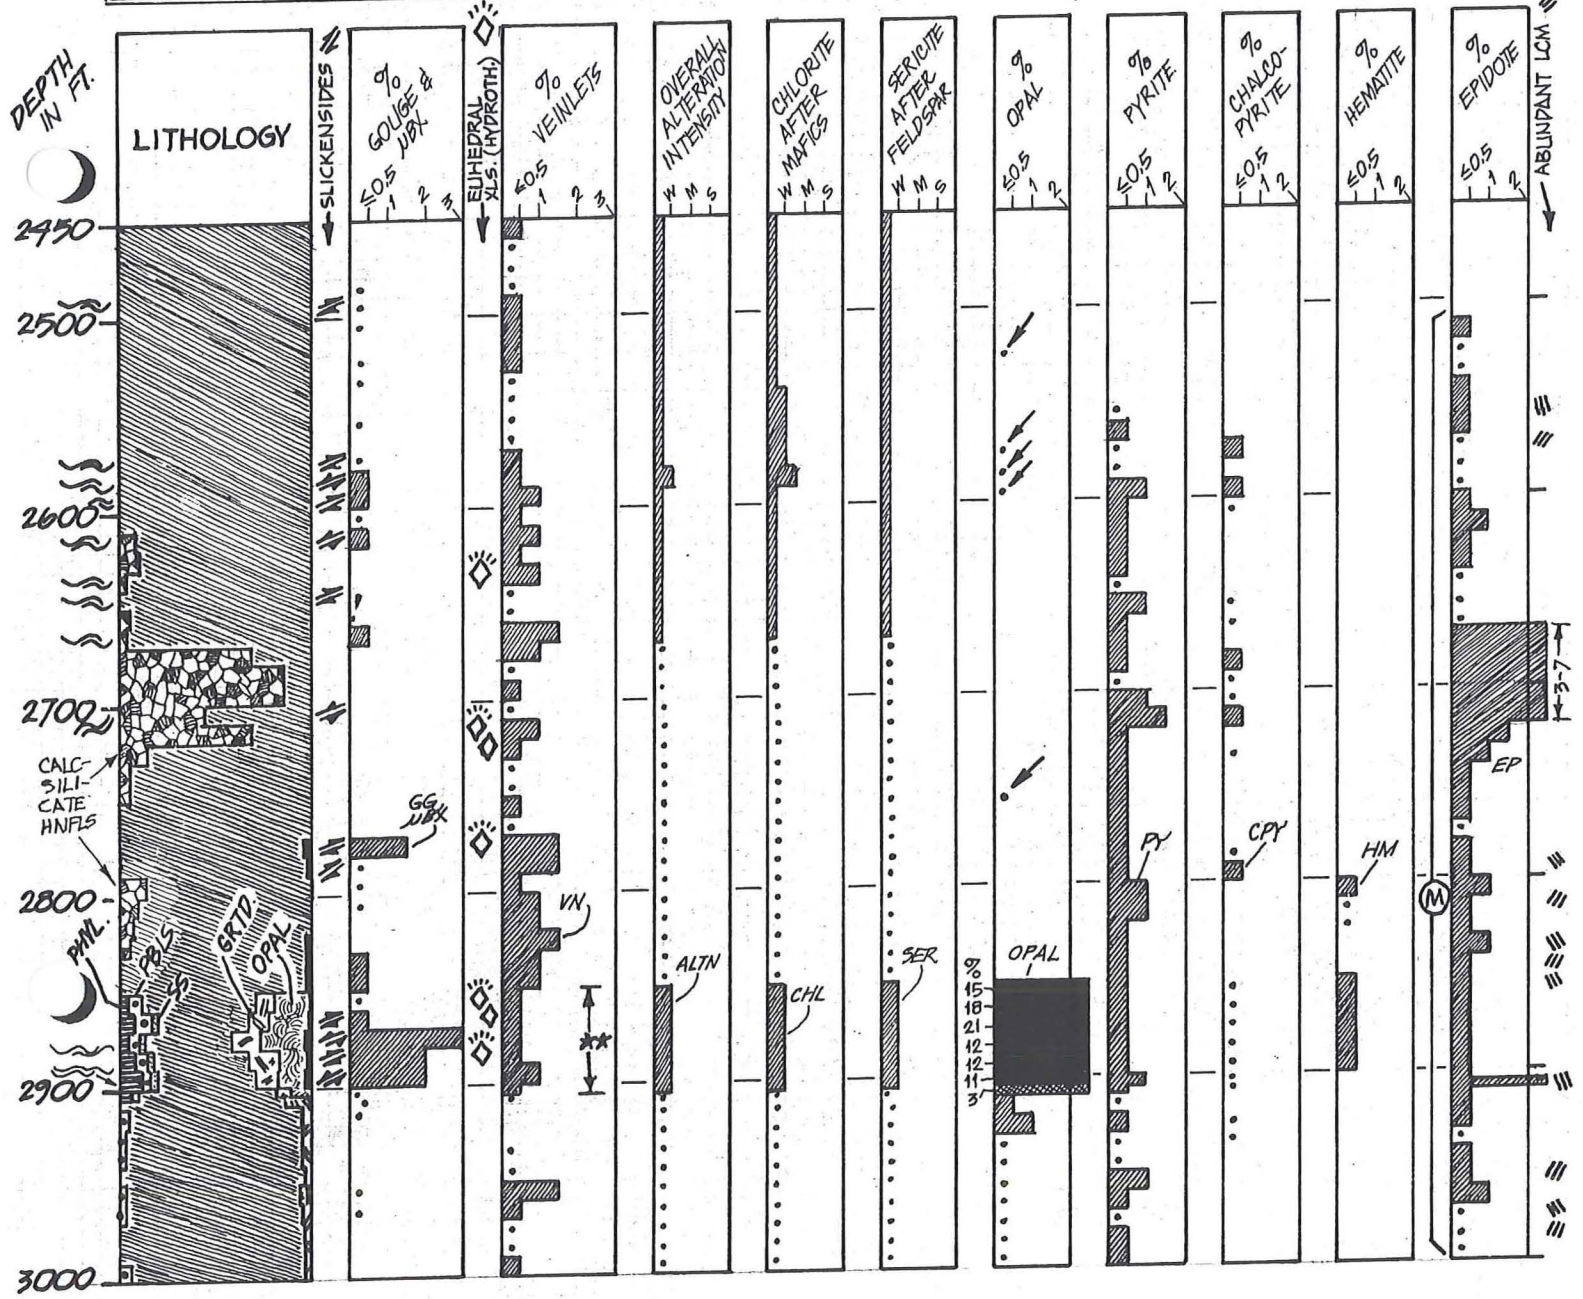 DEPTH
IN FT.
LITHOLOGY
SLICKENSIDES
%
GOUGE &
µBX
≤0.5
1
2
3
EUHEDRAL
XLS. (HYDROTH.)
%
VEINLETS
≤0.5
1
2
3
OVERALL
ALTERATION
INTENSITY
W M S
CHLORITE
AFTER
MAFICS
W M S
SERICITE
AFTER
FELDSPAR
W M S
%
OPAL
≤0.5
1
2
%
PYRITE
≤0.5
1
2
%
CHALCO-
PYRITE
≤0.5
1
2
%
HEMATITE
≤0.5
1
2
%
EPIDOTE
≤0.5
1
2
ABUNDANT LCM
2450
2500
2600
2700
2800
2900
3000
CALC-
SILI-
CATE
HNFLS
PHYL.
PBLS
SS
GRTD.
OPAL
GG
µBX
VN
**
ALTN
CHL
SER
%
15
18
21
12
12
11
3
OPAL
PY
CPY
HM
M
3-7
EP